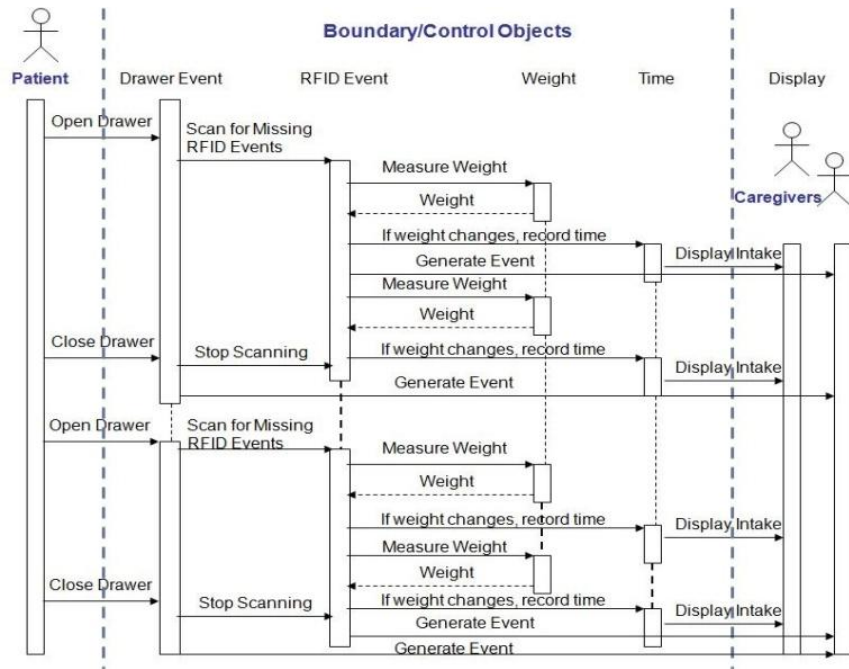 Boundary/Control Objects
Patient
Drawer Event
RFID Event
Weight
Time
Display
Open Drawer
Scan for Missing
RFID Events
Measure Weight
Weight
Caregivers
If weight changes, record time
Display Intake
Generate Event
Measure Weight
Weight
Close Drawer
Stop Scanning
If weight changes, record time
Display Intake
Generate Event
Open Drawer
Scan for Missing
RFID Events
Measure Weight
Weight
If weight changes, record time
Display Intake
Measure Weight
Weight
Close Drawer
Stop Scanning
If weight changes, record time
Display Intake
Generate Event
Generate Event